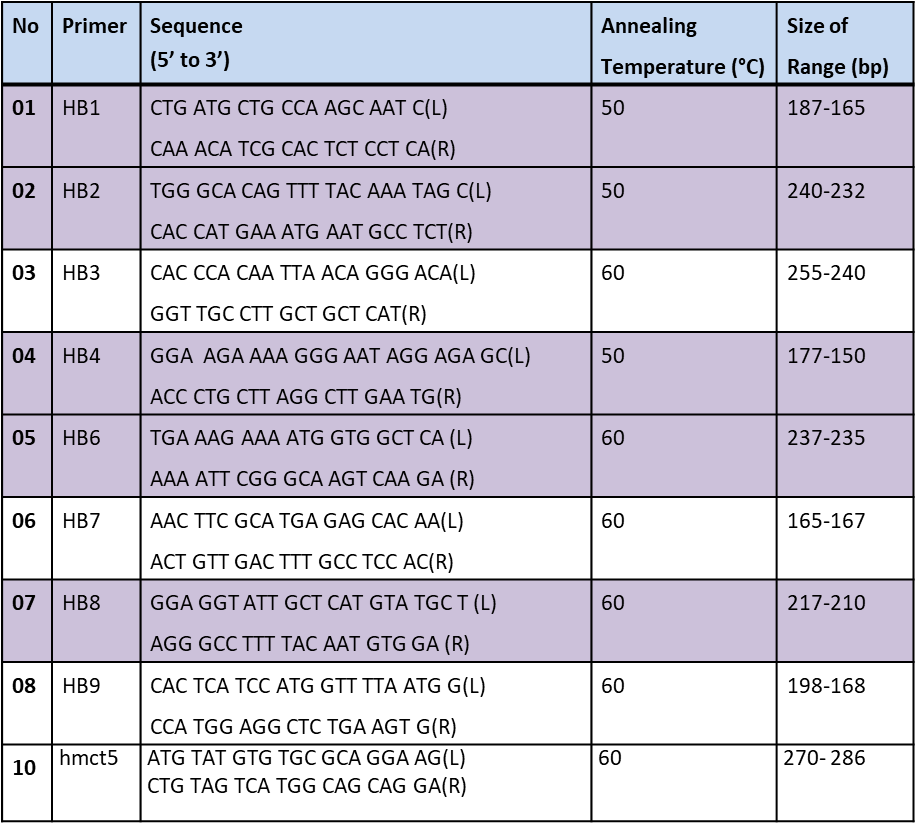 No Primer Sequence Annealing Size of
(5’ to 3’) Temperature (°C) Range (bp)
01 HB1 CTG ATG CTG CCA AGC AAT C(L) 50 187-165
CAA ACA TCG CAC TCT CCT CA(R)
02 HB2 TGG GCA CAG TTT TAC AAA TAG C(L) 50 240-232
CAC CAT GAA ATG AAT GCC TCT(R)
03 HB3 CAC CCA CAA TTA ACA GGG ACA(L) 60 255-240
GGT TGC CTT GCT GCT CAT(R)
04 HB4 GGA  AGA AAA GGG AAT AGG AGA GC(L) 50 177-150
ACC CTG CTT AGG CTT GAA TG(R)
05 HB6 TGA AAG AAA ATG GTG GCT CA (L) 60 237-235
AAA ATT CGG GCA AGT CAA GA (R)
06 HB7 AAC TTC GCA TGA GAG CAC AA(L) 60 165-167
ACT GTT GAC TTT GCC TCC AC(R)
07 HB8 GGA GGT ATT GCT CAT GTA TGC T (L) 60 217-210
AGG GCC TTT TAC AAT GTG GA (R)
08 HB9 CAC TCA TCC ATG GTT TTA ATG G(L) 60 198-168
CCA TGG AGG CTC TGA AGT G(R)
10 hmct5 ATG TAT GTG TGC GCA GGA AG(L) 60 270- 286
CTG TAG TCA TGG CAG CAG GA(R)